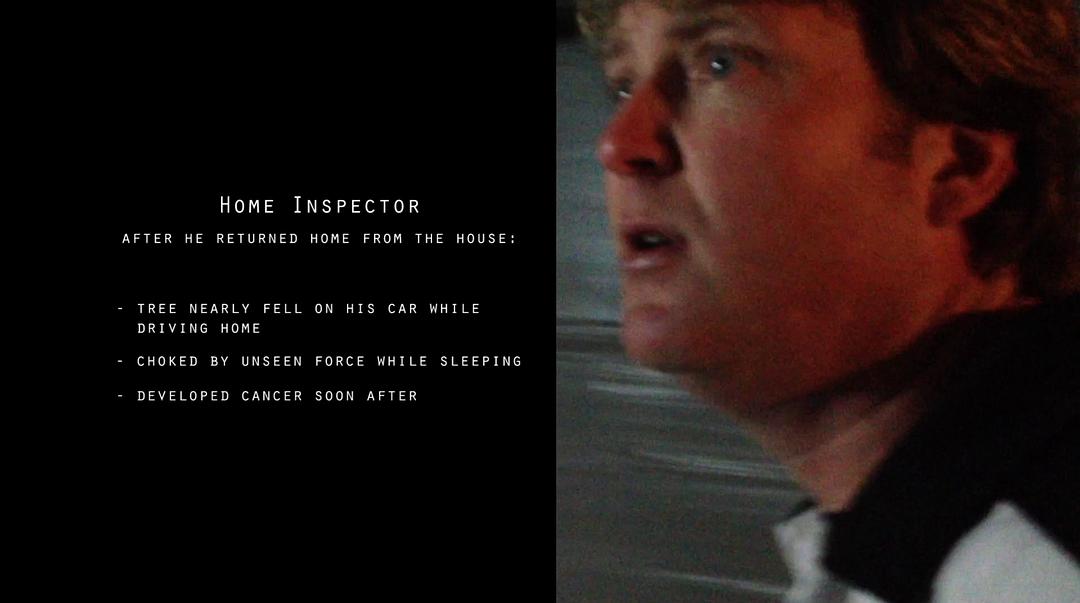 Home Inspector
AFTER HE RETURNED HOME FROM THE HOUSE:
- TREE NEARLY FELL ON HIS CAR WHILE
DRIVING HOME
- CHOKED BY UNSEEN FORCE WHILE SLEEPING
- DEVELOPED CANCER SOON AFTER